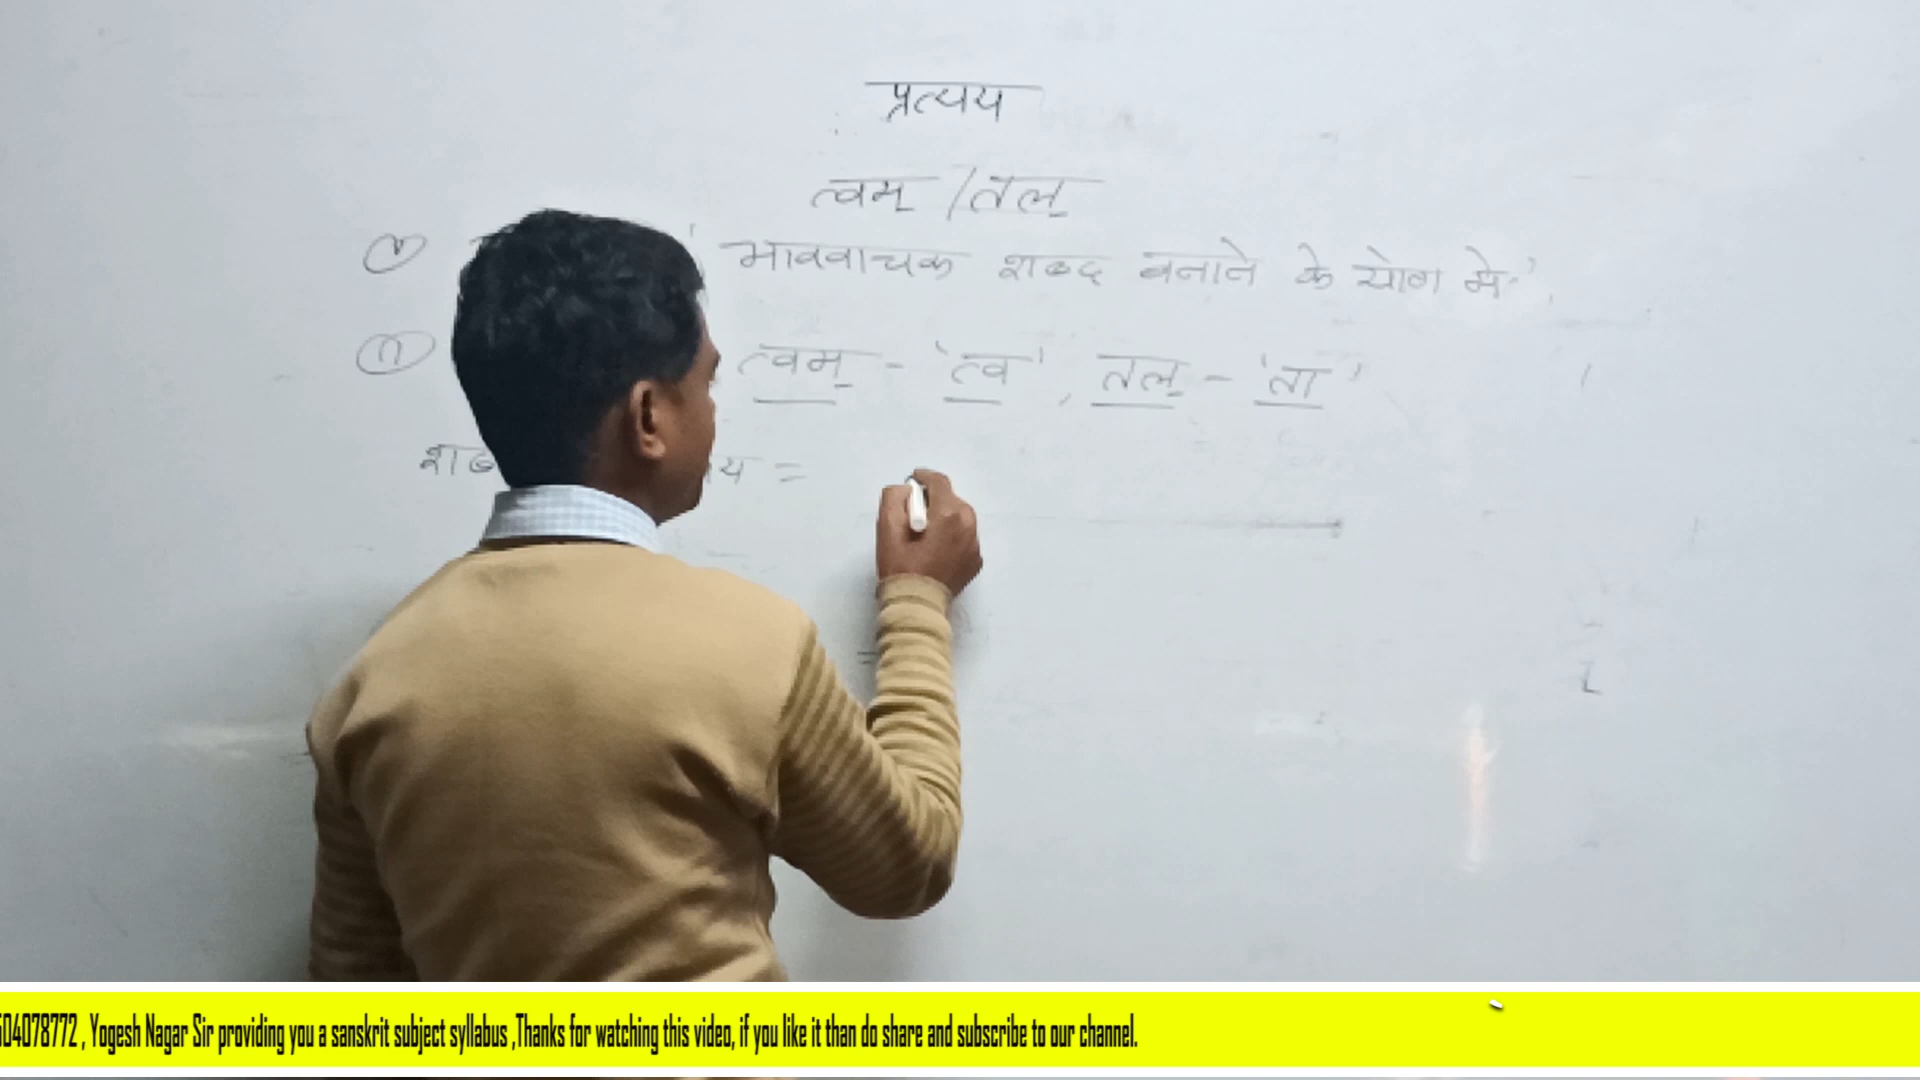 प्रत्यय
त्वम् / तल्
भाववाचक शब्द बनाने के योग में'
त्वम् - 'त्व', तल् - 'ता'
=
04078772 , Yogesh Nagar Sir providing you a sanskrit subject syllabus ,Thanks for watching this video, if you like it than do share and subscribe to our channel.